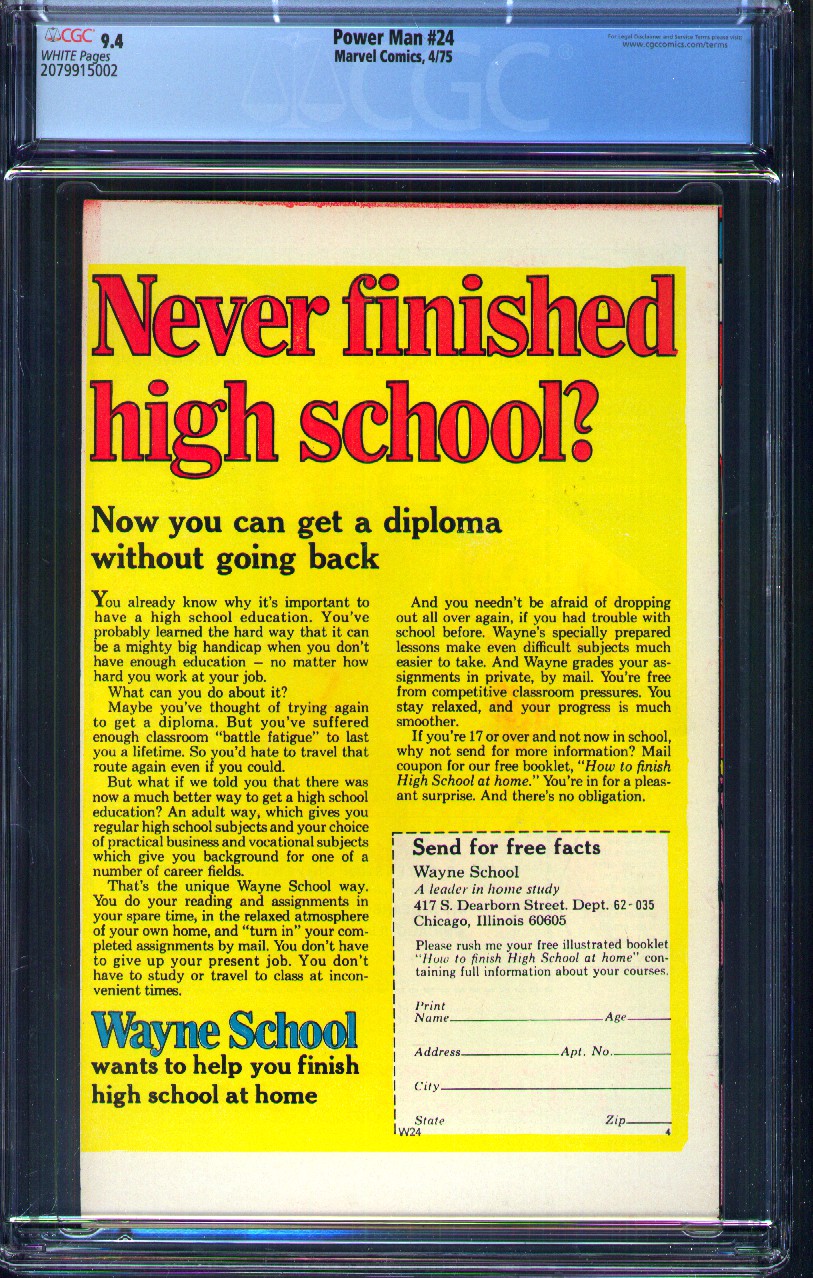 CGC 9.4
WHITE Pages
2079915002
Power Man #24
Marvel Comics, 4/75
For Legal Disclaimer and Service Terms please visit:
www.cgccomics.com/terms
CGC
Never finished
high school?
Now you can get a diploma
without going back
You already know why it's important to
have a high school education. You've
probably learned the hard way that it can
be a mighty big handicap when you don't
have enough education – no matter how
hard you work at your job.
What can you do about it?
Maybe you've thought of trying again
to get a diploma. But you've suffered
enough classroom “battle fatigue” to last
you a lifetime. So you'd hate to travel that
route again even if you could.
But what if we told you that there was
now a much better way to get a high school
education? An adult way, which gives you
regular high school subjects and your choice
of practical business and vocational subjects
which give you background for one of a
number of career fields.
That's the unique Wayne School way.
You do your reading and assignments in
your spare time, in the relaxed atmosphere
of your own home, and “turn in” your com-
pleted assignments by mail. You don't have
to give up your present job. You don't
have to study or travel to class at incon-
venient times.
Wayne School
wants to help you finish
high school at home
And you needn't be afraid of dropping
out all over again, if you had trouble with
school before. Wayne's specially prepared
lessons make even difficult subjects much
easier to take. And Wayne grades your as-
signments in private, by mail. You're free
from competitive classroom pressures. You
stay relaxed, and your progress is much
smoother.
If you're 17 or over and not now in school,
why not send for more information? Mail
coupon for our free booklet, “How to finish
High School at home.” You're in for a pleas-
ant surprise. And there's no obligation.
Send for free facts
Wayne School
A leader in home study
417 S. Dearborn Street. Dept. 62-035
Chicago, Illinois 60605
Please rush me your free illustrated booklet
“How to finish High School at home” con-
taining full information about your courses.
Print
Name Age
Address Apt. No.
City
State Zip
W24 4